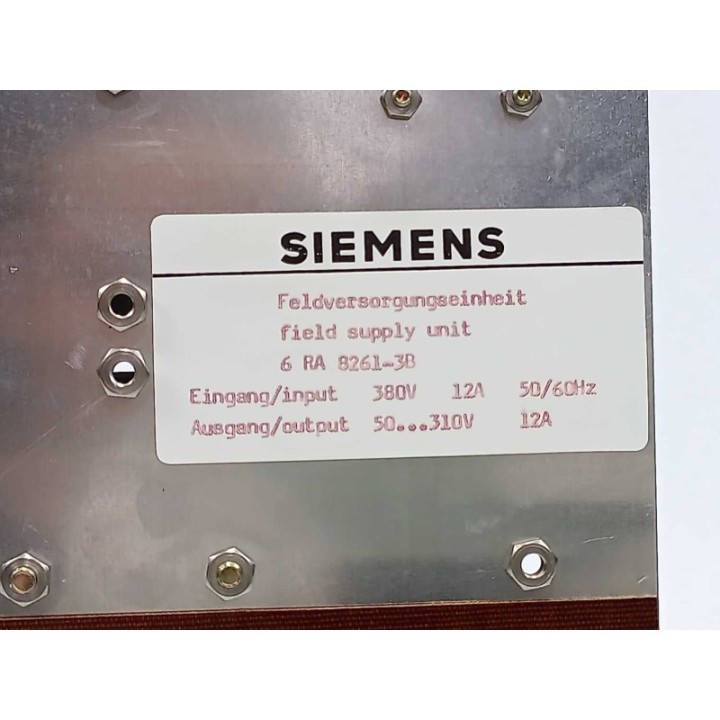 SIEMENS
Feldversorgungseinheit
field supply unit
6 RA 8261-3B
Eingang/input 380V 12A 50/60Hz
Ausgang/output 50...310V 12A